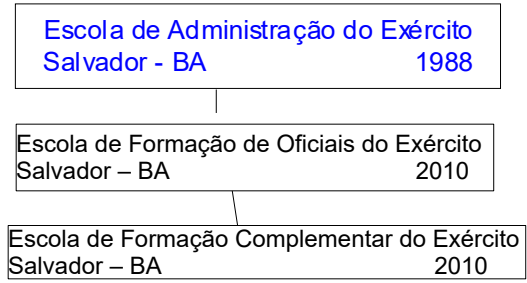 Escola de Administração do Exército
Salvador - BA 1988
Escola de Formação de Oficiais do Exército
Salvador – BA 2010
Escola de Formação Complementar do Exército
Salvador – BA 2010